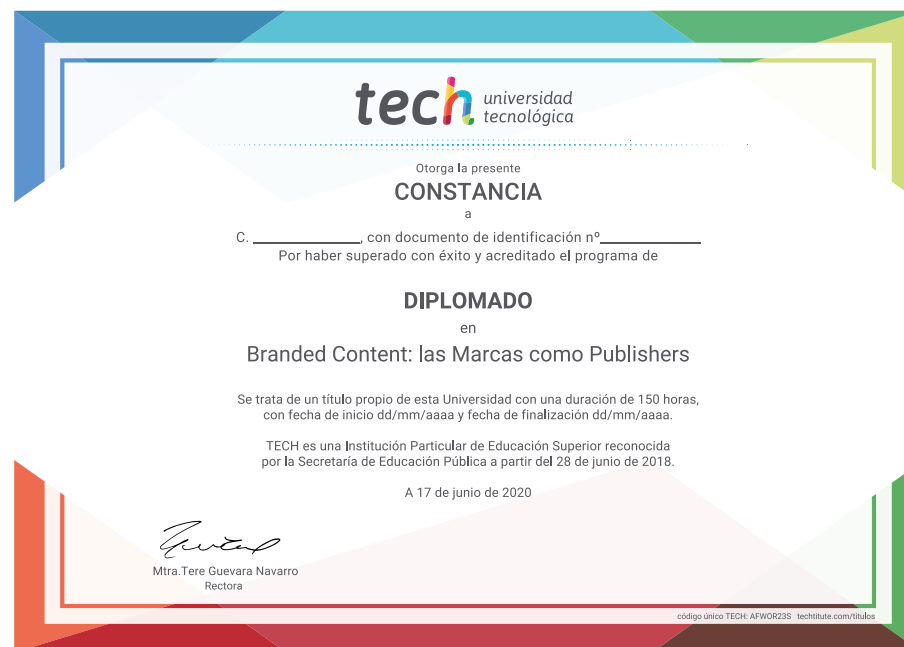 tech universidad
tecnológica
Otorga la presente
CONSTANCIA
a
C. ____________, con documento de identificación nº____________
Por haber superado con éxito y acreditado el programa de
DIPLOMADO
en
Branded Content: las Marcas como Publishers
Se trata de un título propio de esta Universidad con una duración de 150 horas,
con fecha de inicio dd/mm/aaaa y fecha de finalización dd/mm/aaaa.
TECH es una Institución Particular de Educación Superior reconocida
por la Secretaría de Educación Pública a partir del 28 de junio de 2018.
A 17 de junio de 2020
Mtra.Tere Guevara Navarro
Rectora
código único TECH: AFWOR23S techtitute.com/titulos